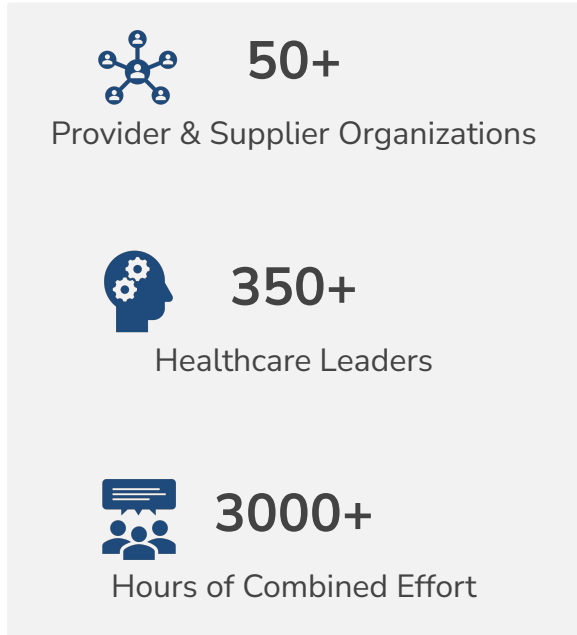 50+
Provider & Supplier Organizations
350+
Healthcare Leaders
3000+
Hours of Combined Effort